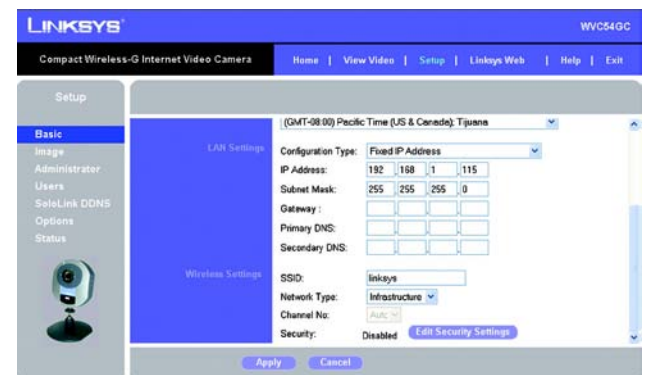 LINKSYS®
WVC54GC
Compact Wireless-G Internet Video Camera
Home | View Video | Setup | Linksys Web | Help | Exit
Setup
(GMT-08:00) Pacific Time (US & Canada); Tijuana
Basic
Image
Administrator
Users
SoloLink DDNS
Options
Status
LAN Settings
Configuration Type: Fixed IP Address
IP Address: 192 .168 .1 .115
Subnet Mask: 255 .255 .255 .0
Gateway : . . .
Primary DNS: . . .
Secondary DNS: . . .
Wireless Settings
SSID: linksys
Network Type: Infrastructure
Channel No: Auto
Security: Disabled Edit Security Settings
Apply Cancel